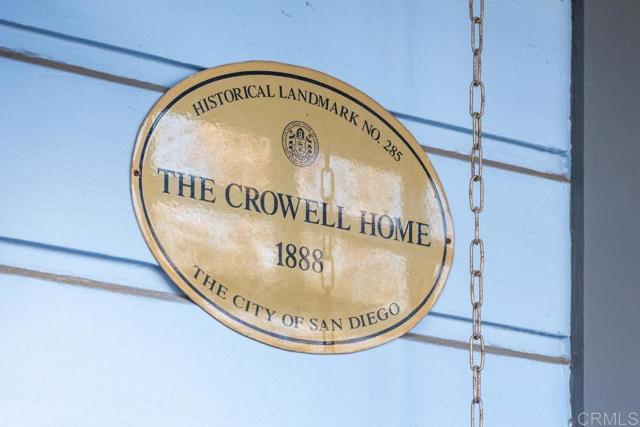 HISTORICAL LANDMARK NO. 285
THE CROWELL HOME
1888
THE CITY OF SAN DIEGO
CRMLS